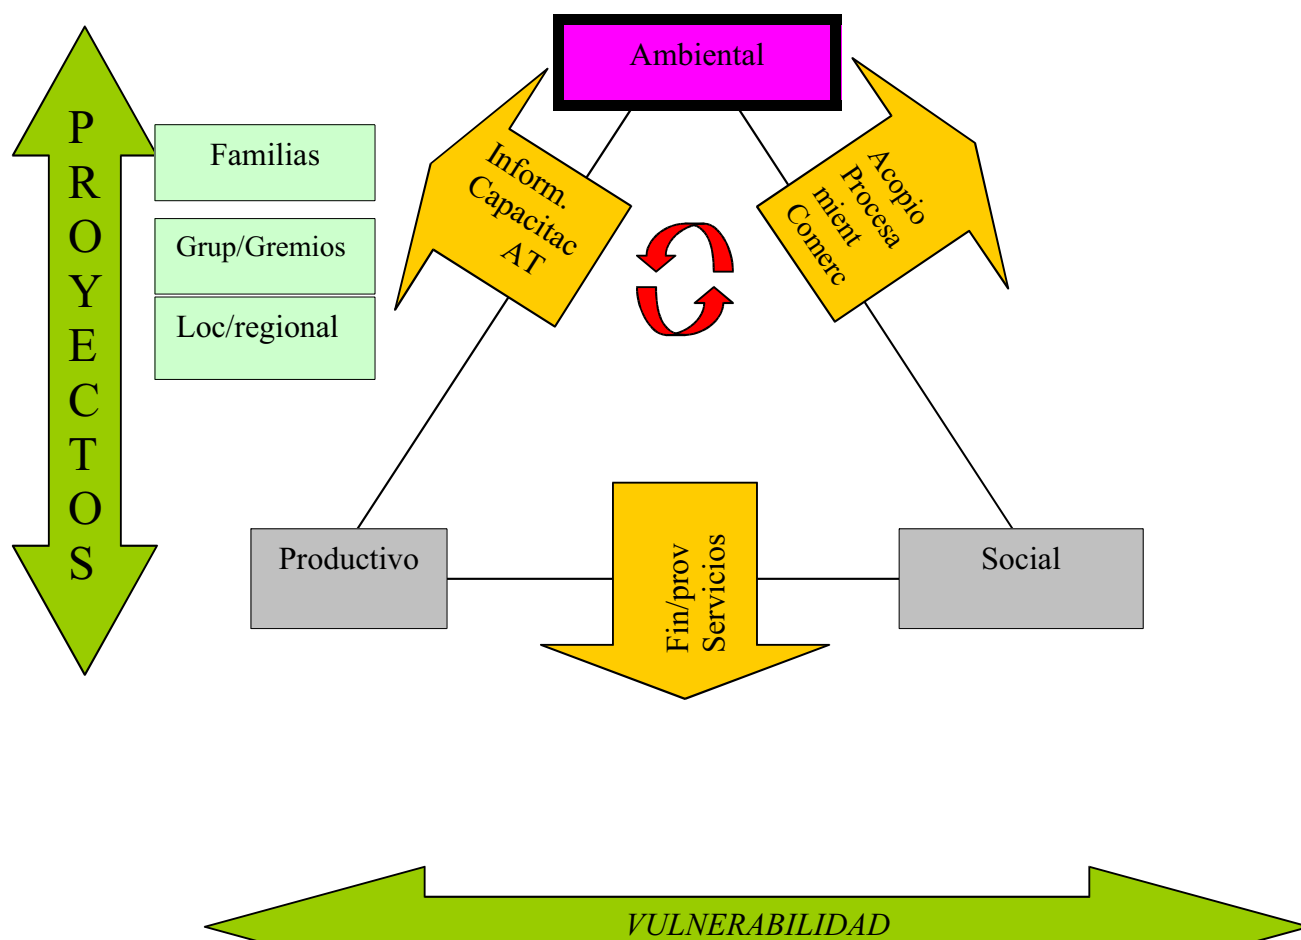 Ambiental
PROYECTOS
Familias
Grup/Gremios
Loc/regional
Inform.
Capacitac
AT
Acopio
Procesa
mient
Comerc
Productivo
Fin/prov
Servicios
Social
VULNERABILIDAD